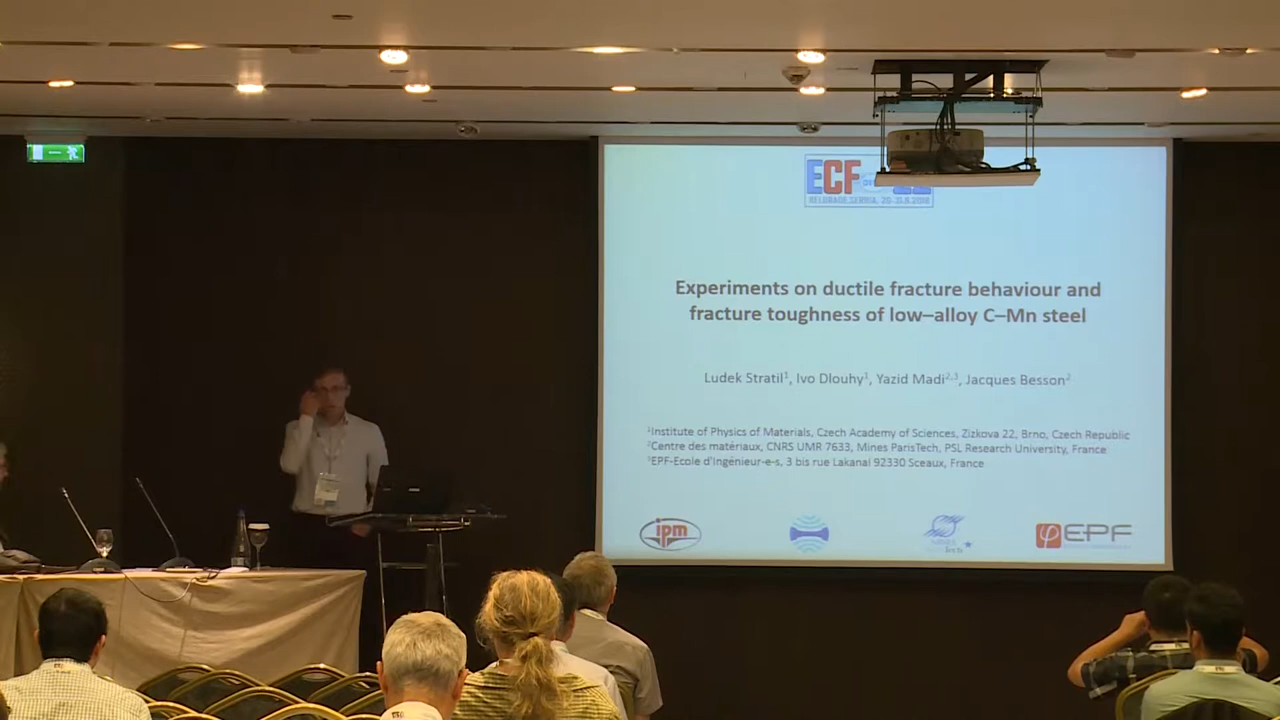 ECF
BELGRADE, SERBIA, 20-31.8.2018
Experiments on ductile fracture behaviour and
fracture toughness of low–alloy C–Mn steel
Ludek Stratil¹, Ivo Dlouhy¹, Yazid Madi²,³, Jacques Besson²
¹Institute of Physics of Materials, Czech Academy of Sciences, Zizkova 22, Brno, Czech Republic
²Centre des matériaux, CNRS UMR 7633, Mines ParisTech, PSL Research University, France
³EPF-Ecole d'Ingénieur-e-s, 3 bis rue Lakanal 92330 Sceaux, France
ipm
EPF